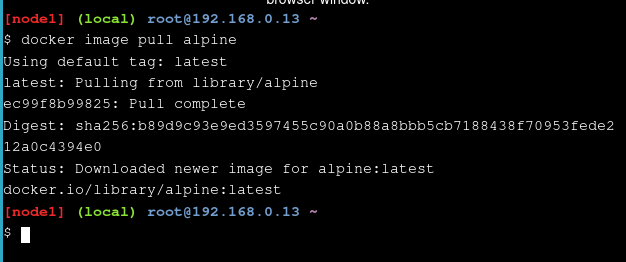 browser window.
[node1] (local) root@192.168.0.13 ~
$ docker image pull alpine
Using default tag: latest
latest: Pulling from library/alpine
ec99f8b99825: Pull complete
Digest: sha256:b89d9c93e9ed3597455c90a0b88a8bbb5cb7188438f70953fede2
12a0c4394e0
Status: Downloaded newer image for alpine:latest
docker.io/library/alpine:latest
[node1] (local) root@192.168.0.13 ~
$